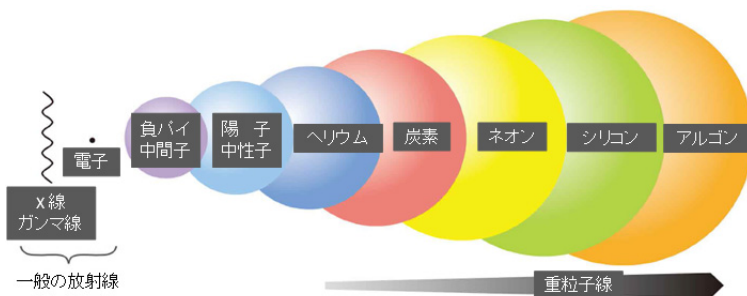 X線
ガンマ線
電子
負パイ
中間子
陽 子
中性子
ヘリウム
炭素
ネオン
シリコン
アルゴン
一般の放射線
重粒子線